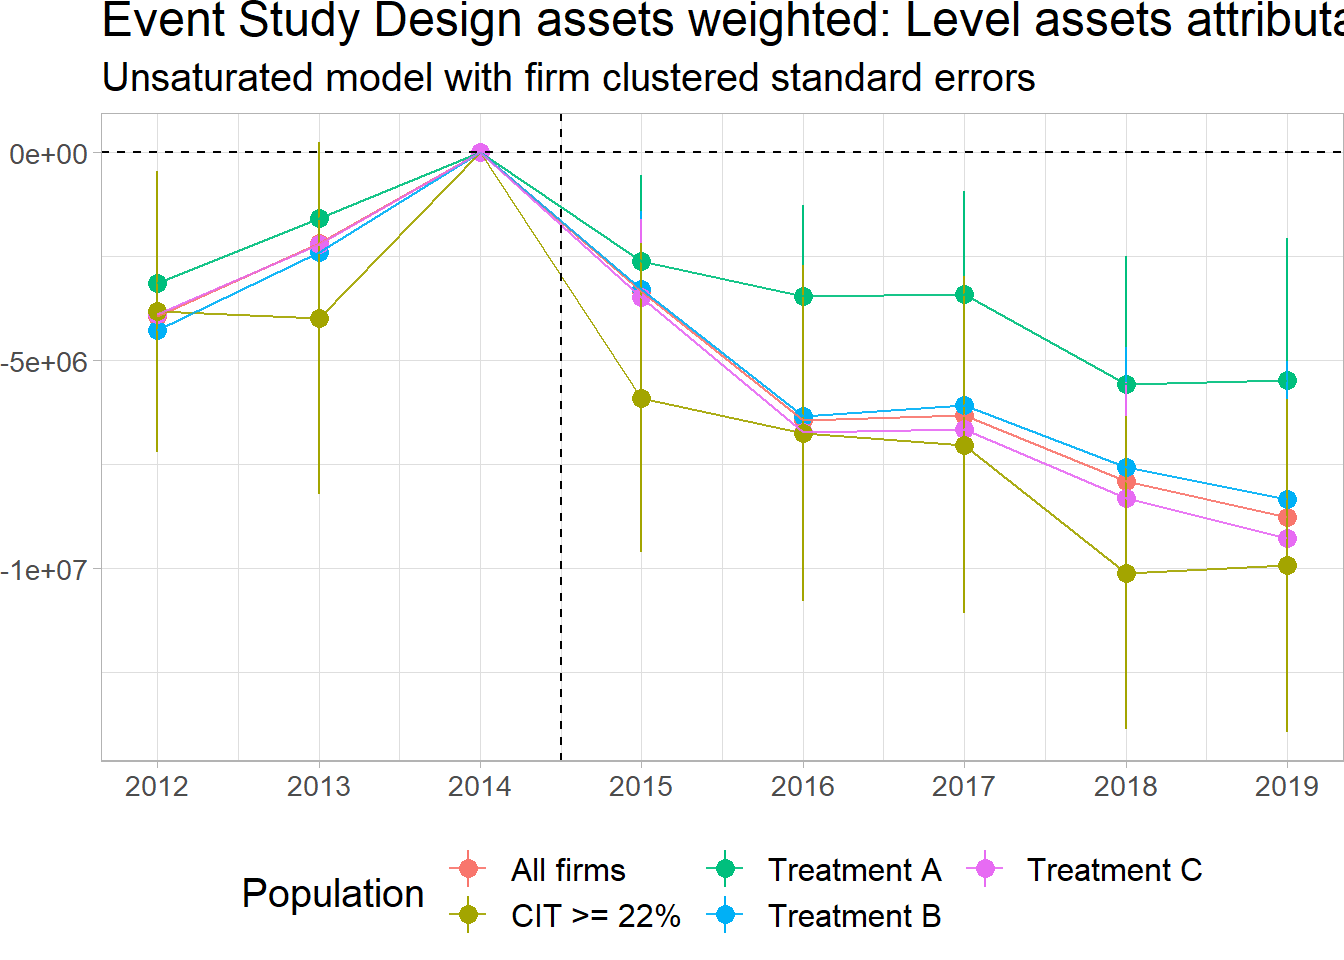 Event Study Design assets weighted: Level assets attributa
Unsaturated model with firm clustered standard errors
0e+00
-5e+06
-1e+07
2012 2013 2014 2015 2016 2017 2018 2019
Population
All firms Treatment A Treatment C
CIT >= 22% Treatment B